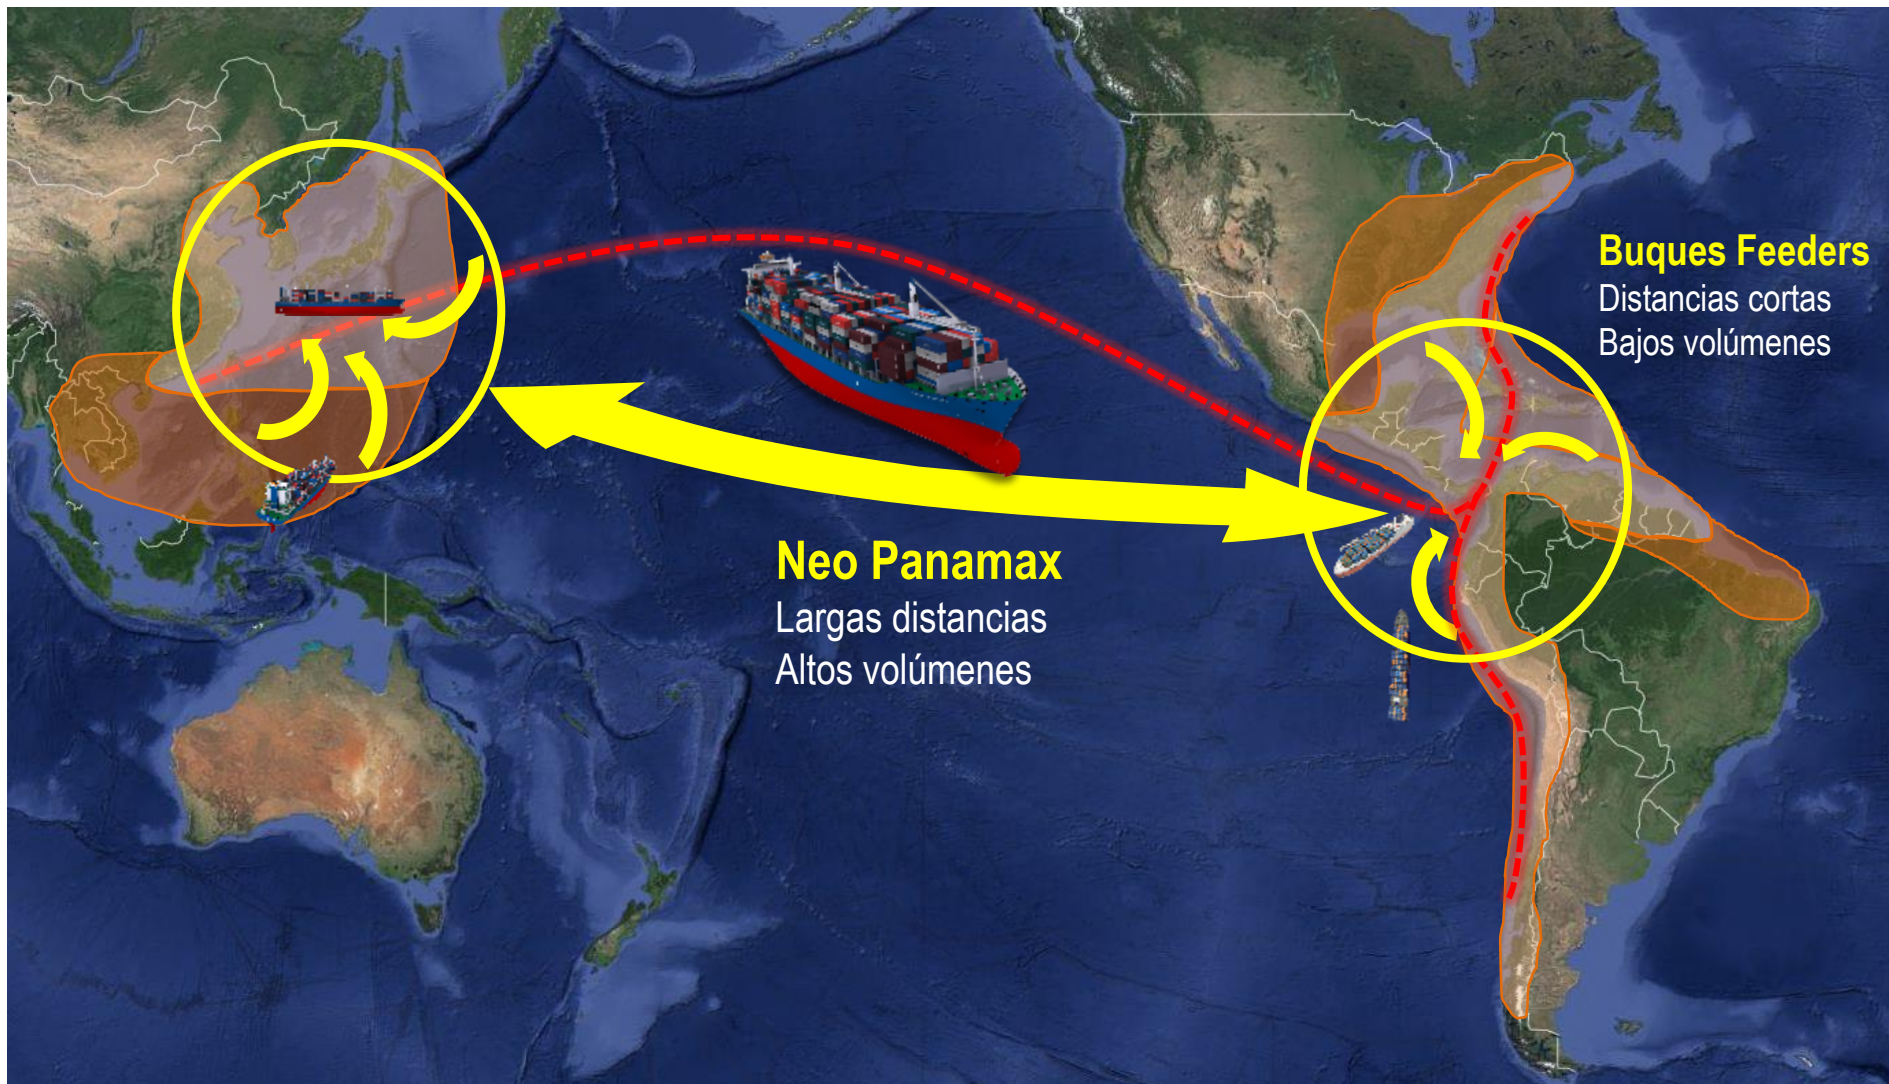 Buques Feeders
Distancias cortas
Bajos volúmenes
Neo Panamax
Largas distancias
Altos volúmenes